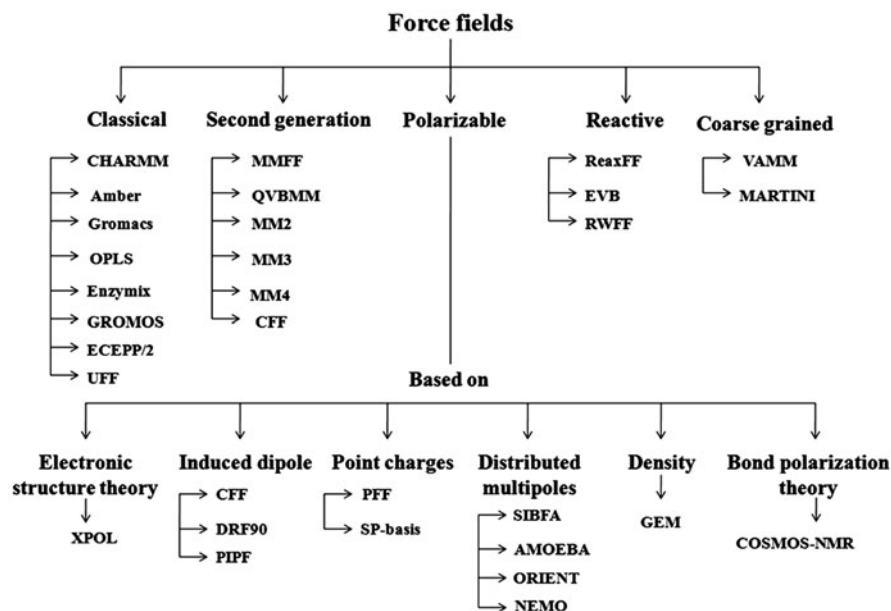 Force fields
Classical
Second generation
Polarizable
Reactive
Coarse grained
CHARMM
Amber
Gromacs
OPLS
Enzymix
GROMOS
ECEPP/2
UFF
MMFF
QVBMM
MM2
MM3
MM4
CFF
ReaxFF
EVB
RWFF
VAMM
MARTINI
Based on
Electronic
structure theory
XPOL
Induced dipole
CFF
DRF90
PIPF
Point charges
PFF
SP-basis
Distributed
multipoles
SIBFA
AMOEBA
ORIENT
NEMO
Density
GEM
Bond polarization
theory
COSMOS-NMR